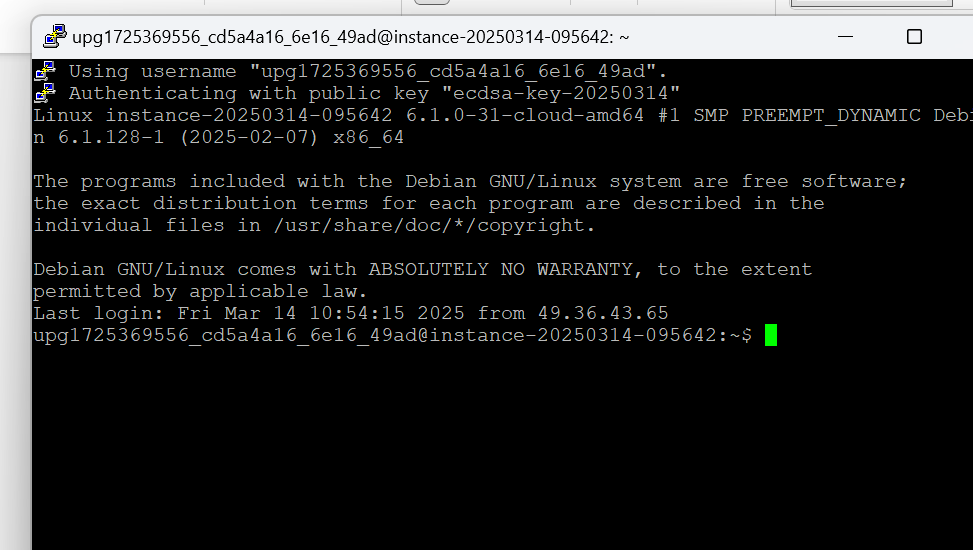 upg1725369556_cd5a4a16_6e16_49ad@instance-20250314-095642: ~
Using username "upg1725369556_cd5a4a16_6e16_49ad".
Authenticating with public key "ecdsa-key-20250314"
Linux instance-20250314-095642 6.1.0-31-cloud-amd64 #1 SMP PREEMPT_DYNAMIC Debi
n 6.1.128-1 (2025-02-07) x86_64
The programs included with the Debian GNU/Linux system are free software;
the exact distribution terms for each program are described in the
individual files in /usr/share/doc/*/copyright.
Debian GNU/Linux comes with ABSOLUTELY NO WARRANTY, to the extent
permitted by applicable law.
Last login: Fri Mar 14 10:54:15 2025 from 49.36.43.65
upg1725369556_cd5a4a16_6e16_49ad@instance-20250314-095642:~$